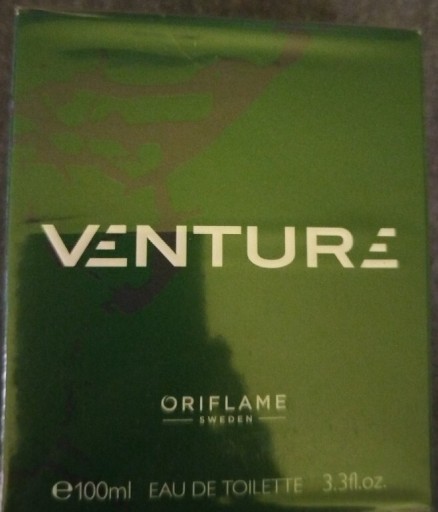 VENTURE
ORIFLAME
SWEDEN
℮100ml EAU DE TOILETTE 3.3fl.oz.